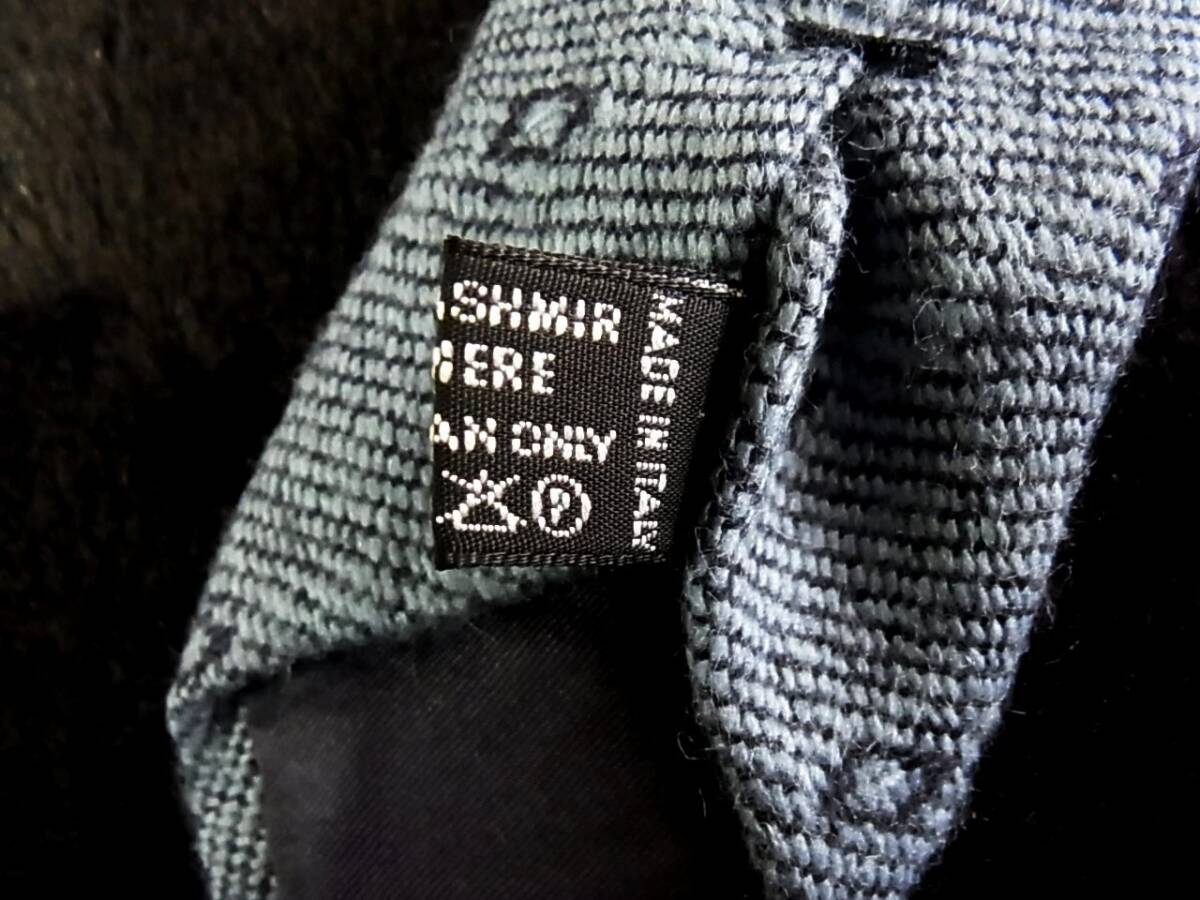 SHMIR
ERE
AN ONLY
P
MADE IN ITALY